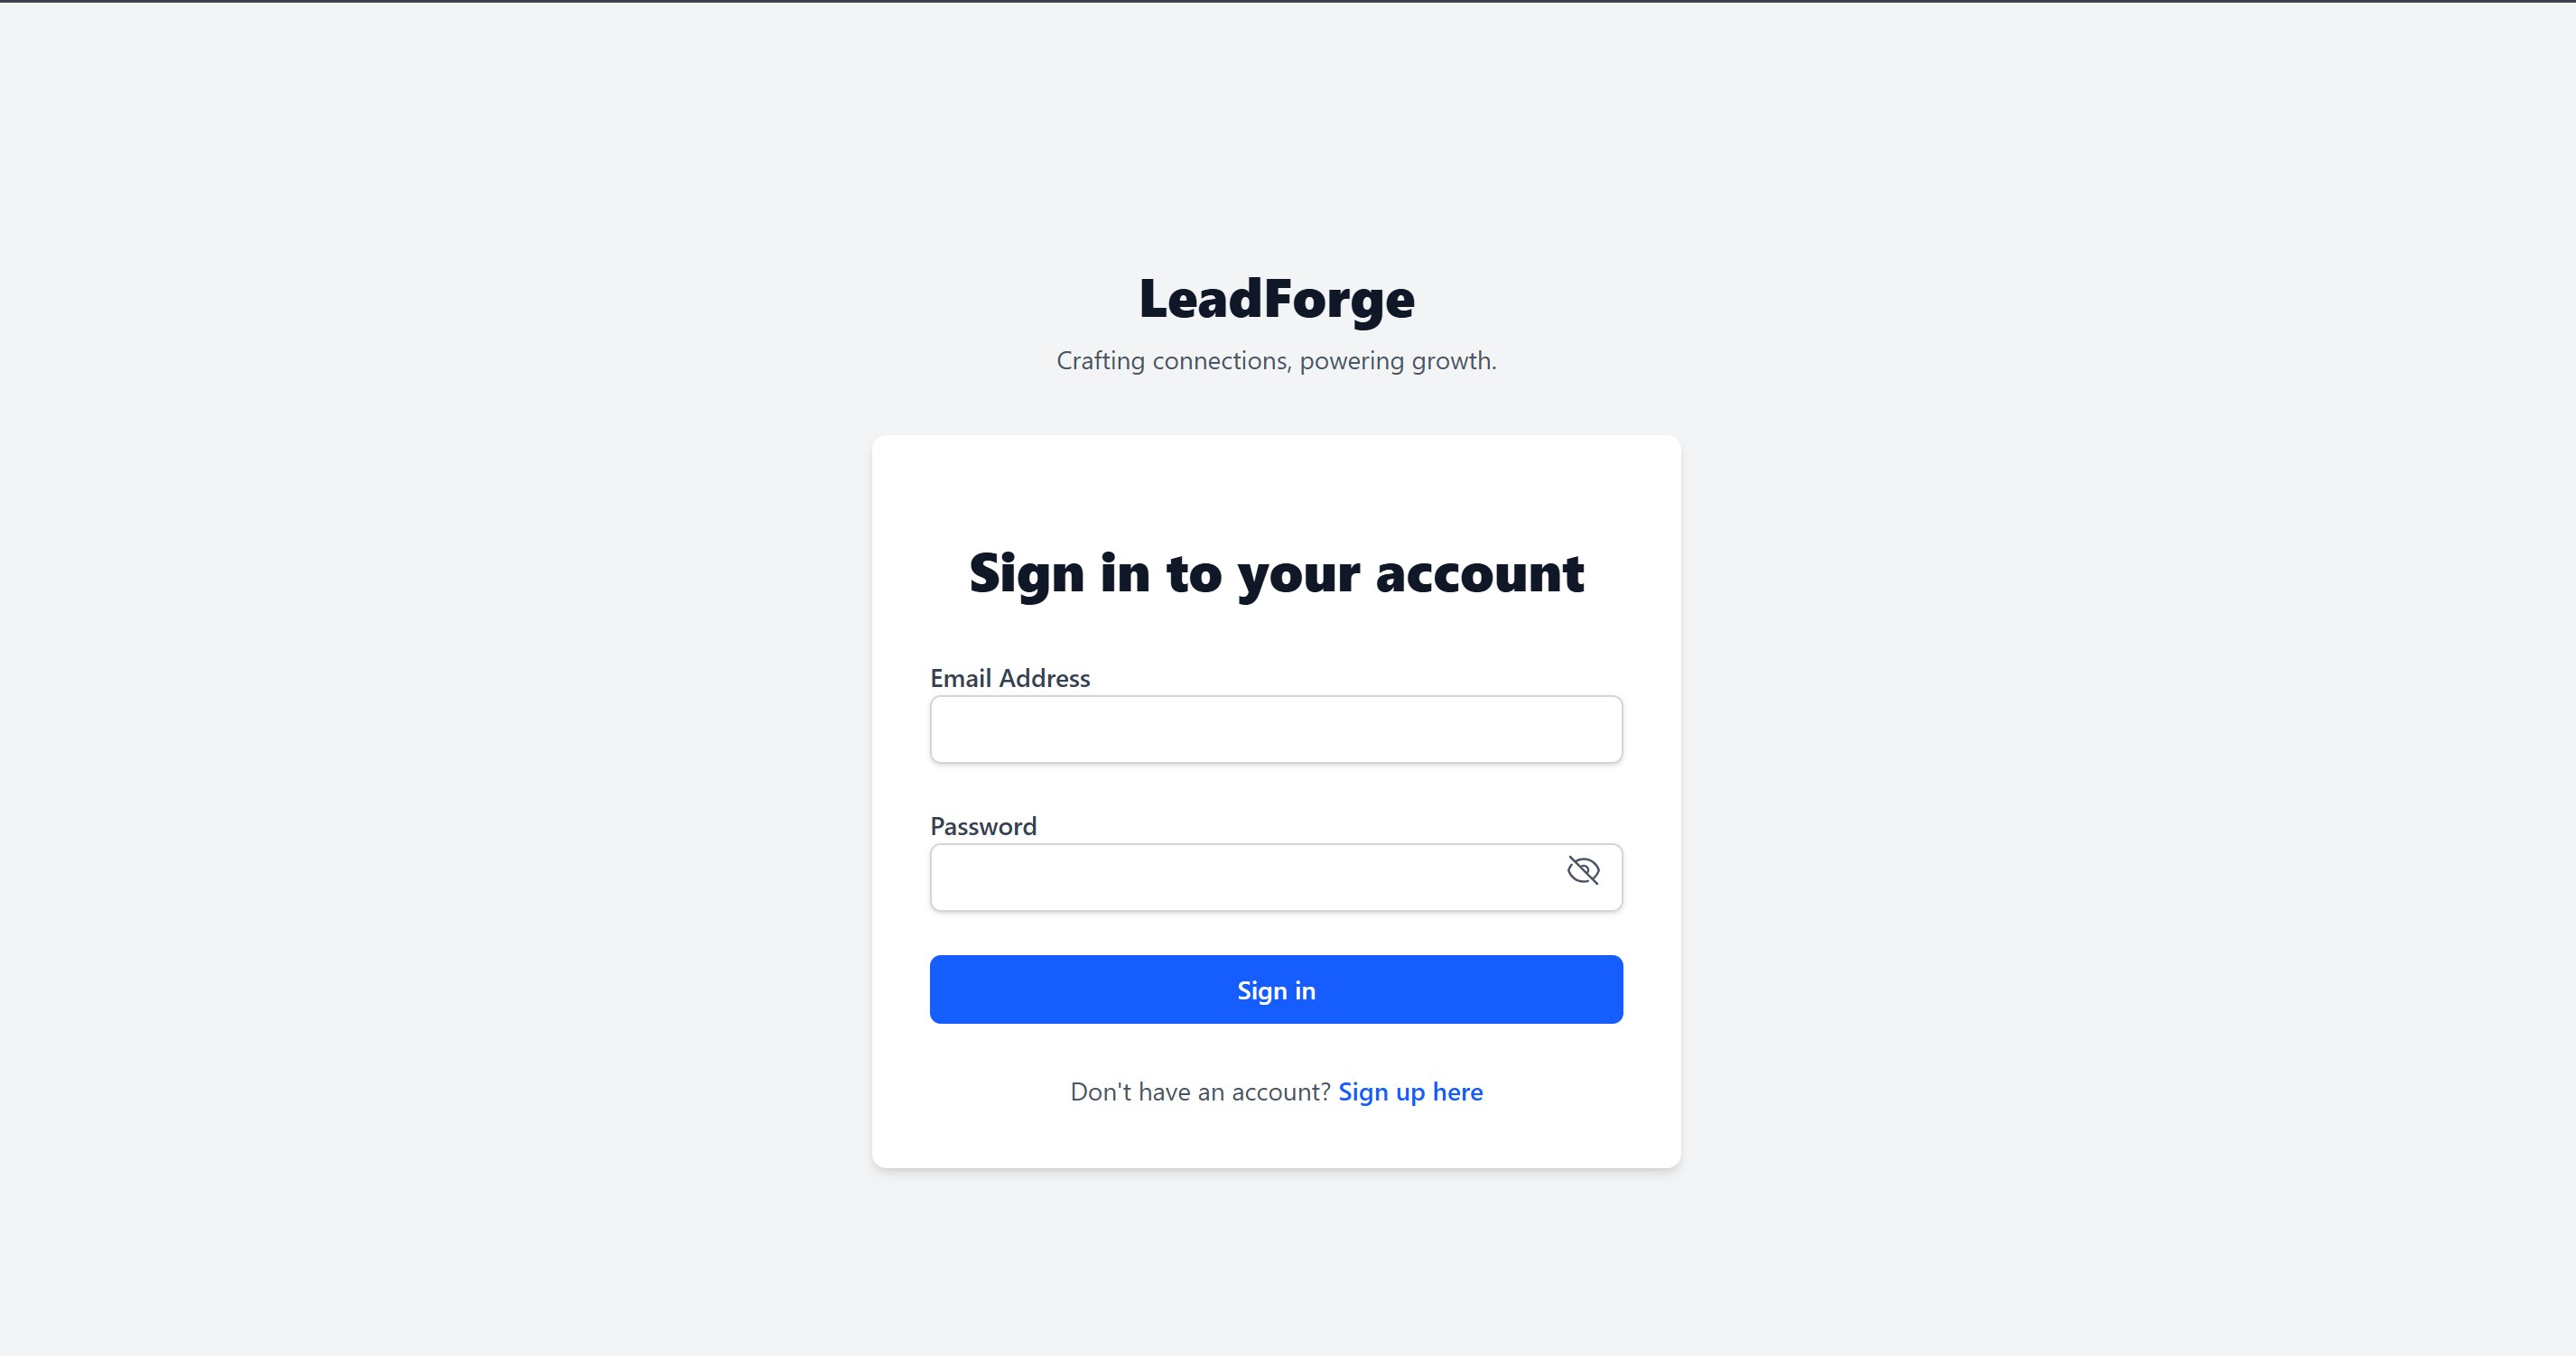 LeadForge
Crafting connections, powering growth.
Sign in to your account
Email Address
Password
Sign in
Don't have an account? Sign up here